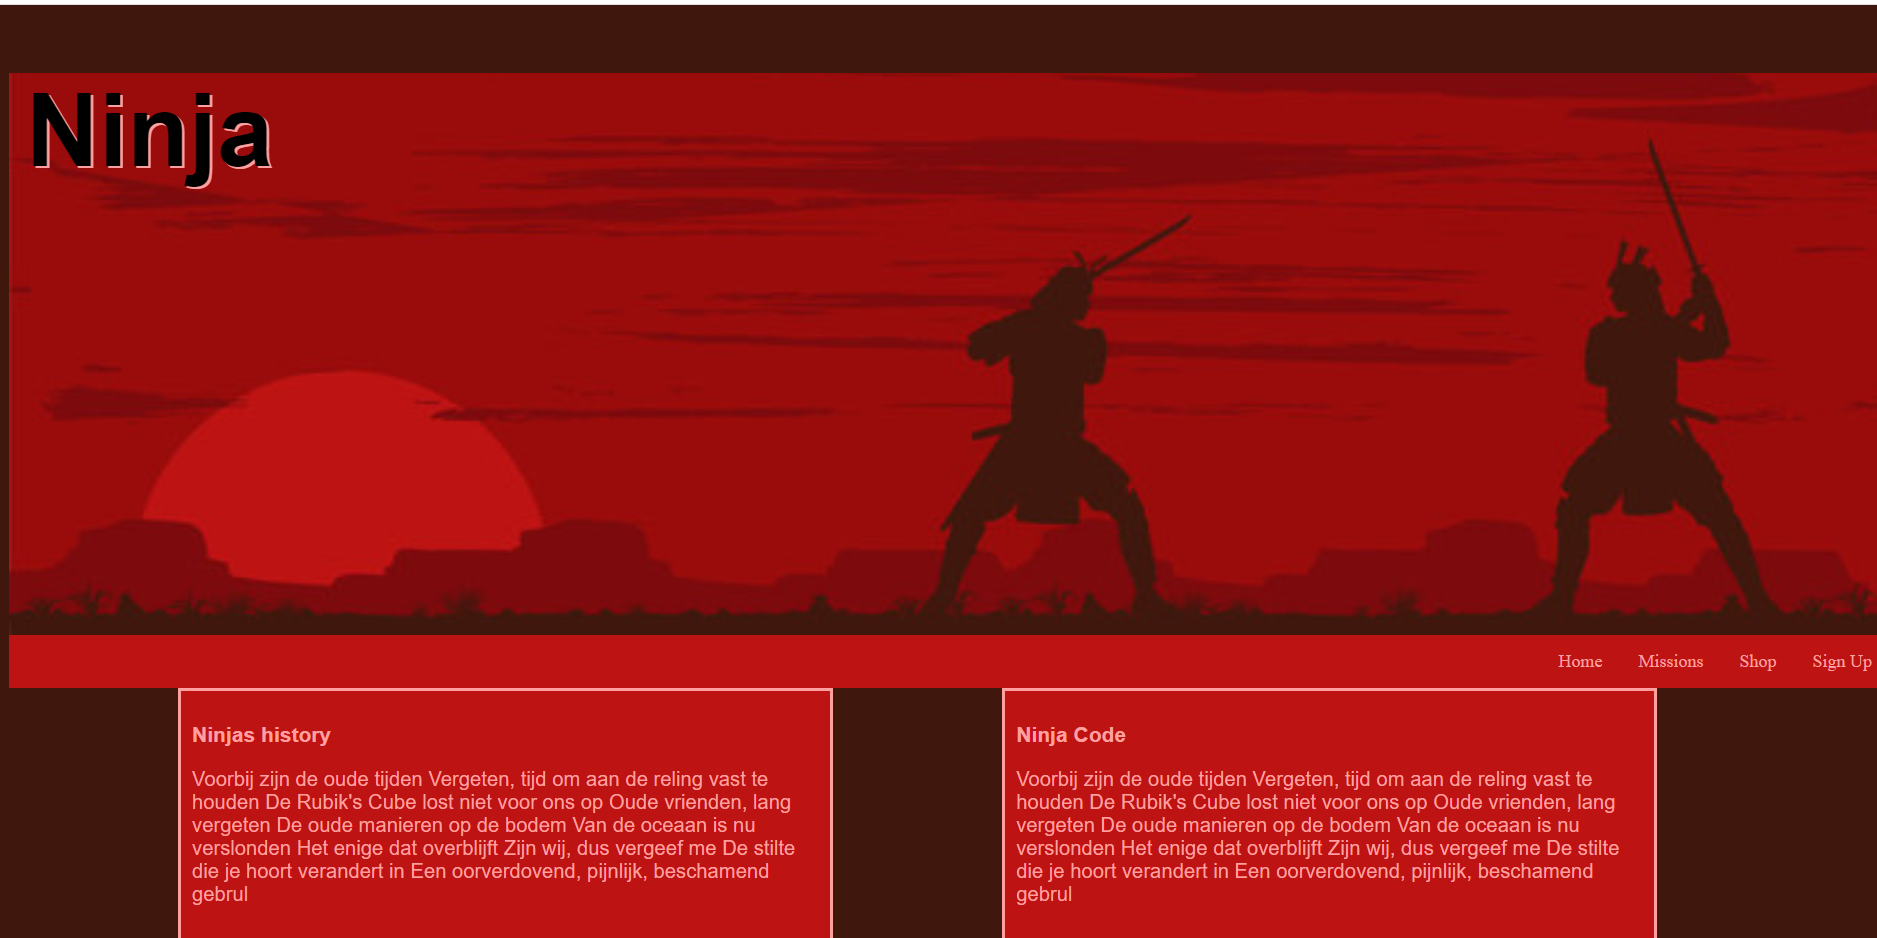 Ninja
Home Missions Shop Sign Up
Ninjas history
Voorbij zijn de oude tijden Vergeten, tijd om aan de reling vast te
houden De Rubik's Cube lost niet voor ons op Oude vrienden, lang
vergeten De oude manieren op de bodem Van de oceaan is nu
verslonden Het enige dat overblijft Zijn wij, dus vergeef me De stilte
die je hoort verandert in Een oorverdovend, pijnlijk, beschamend
gebrul
Ninja Code
Voorbij zijn de oude tijden Vergeten, tijd om aan de reling vast te
houden De Rubik's Cube lost niet voor ons op Oude vrienden, lang
vergeten De oude manieren op de bodem Van de oceaan is nu
verslonden Het enige dat overblijft Zijn wij, dus vergeef me De stilte
die je hoort verandert in Een oorverdovend, pijnlijk, beschamend
gebrul